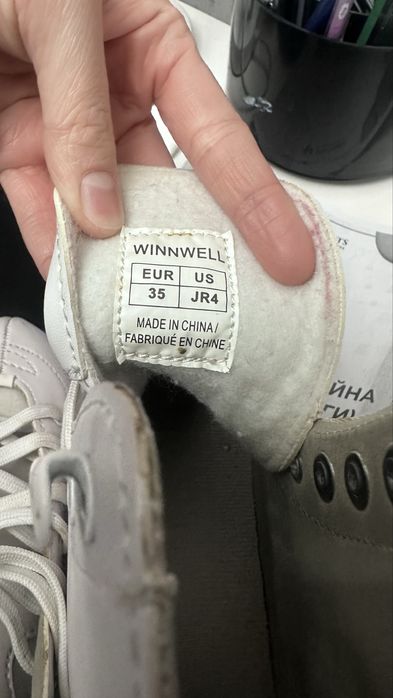 WINNWELL
EUR US
35 JR4
MADE IN CHINA/
FABRIQUÉ EN CHINE
ЙНА